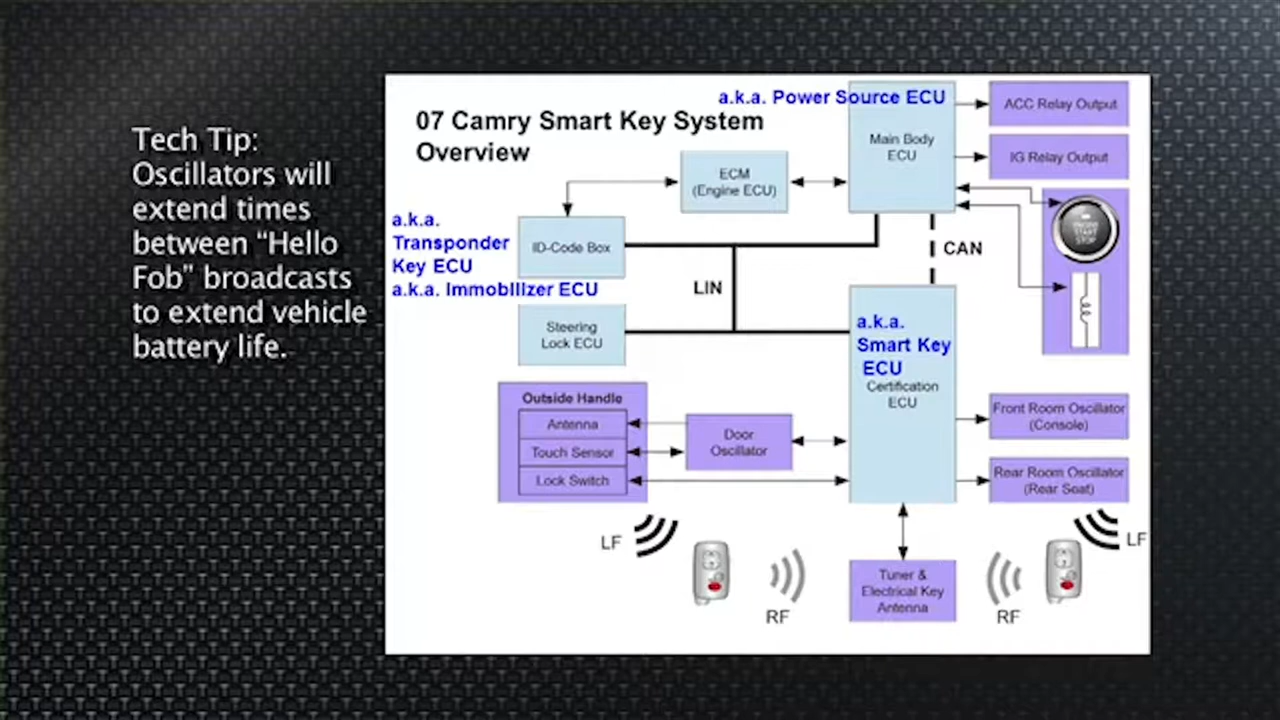 Tech Tip:
Oscillators will
extend times
between “Hello
Fob” broadcasts
to extend vehicle
battery life.
07 Camry Smart Key System
Overview
a.k.a. Power Source ECU
Main Body
ECU
ACC Relay Output
IG Relay Output
ECM
(Engine ECU)
a.k.a.
Transponder
Key ECU
a.k.a. Immobilizer ECU
ID-Code Box
LIN
CAN
ENGINE
START
STOP
Steering
Lock ECU
a.k.a.
Smart Key
ECU
Certification
ECU
Outside Handle
Antenna
Touch Sensor
Lock Switch
Door
Oscillator
Front Room Oscillator
(Console)
Rear Room Oscillator
(Rear Seat)
LF
RF
Tuner &
Electrical Key
Antenna
RF
LF